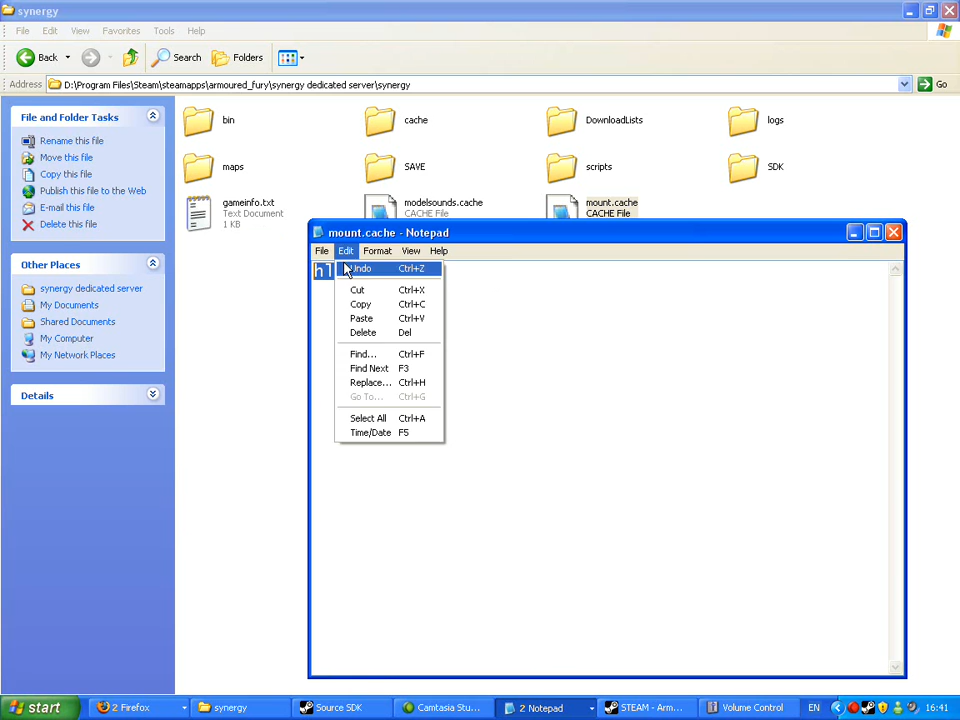 synergy
File Edit View Favorites Tools Help
Back Search Folders
Address D:\Program Files\Steam\steamapps\armoured_fury\synergy dedicated server\synergy Go
File and Folder Tasks
Rename this file
Move this file
Copy this file
Publish this file to the Web
E-mail this file
Delete this file
Other Places
synergy dedicated server
My Documents
Shared Documents
My Computer
My Network Places
Details
bin cache DownloadLists logs
maps SAVE scripts SDK
gameinfo.txt
Text Document
1 KB
modelsounds.cache
CACHE File
mount.cache
CACHE File
mount.cache - Notepad
File Edit Format View Help
Undo Ctrl+Z
Cut Ctrl+X
Copy Ctrl+C
Paste Ctrl+V
Delete Del
Find... Ctrl+F
Find Next F3
Replace... Ctrl+H
Go To... Ctrl+G
Select All Ctrl+A
Time/Date F5
start 2 Firefox synergy Source SDK Camtasia Stu... 2 Notepad STEAM - Arm... Volume Control EN 16:41